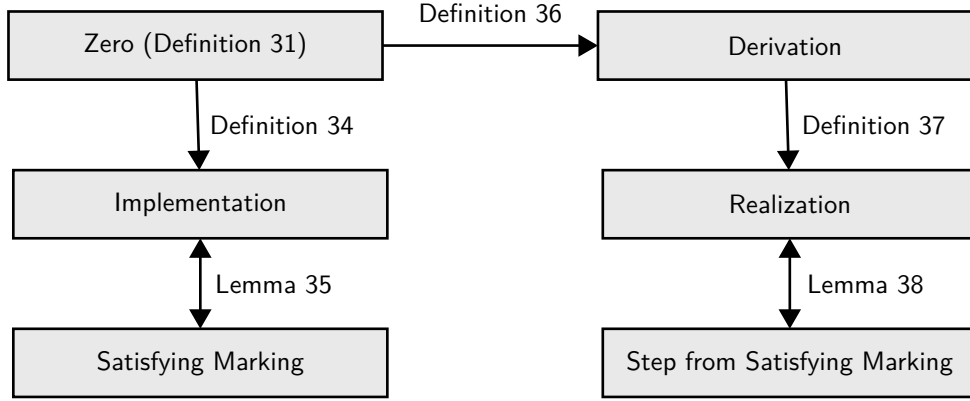 Definition 36
Zero (Definition 31)
Derivation
Definition 34
Definition 37
Implementation
Realization
Lemma 35
Lemma 38
Satisfying Marking
Step from Satisfying Marking